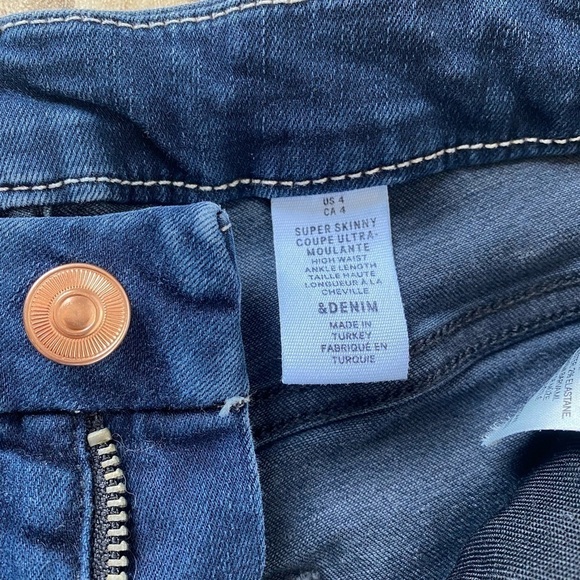 US 4
CA 4
SUPER SKINNY
COUPE ULTRA-
MOULANTE
HIGH WAIST
ANKLE LENGTH
TAILLE HAUTE
LONGUEUR À LA
CHEVILLE
&DENIM
MADE IN
TURKEY
FABRIQUÉ EN
TURQUIE
ELASTANE,